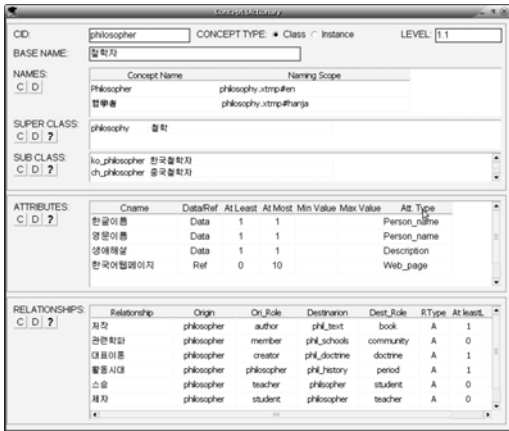 Concept Dictionary
CID: philosopher CONCEPT TYPE: Class Instance LEVEL: 1.1
BASE NAME: 철학자
NAMES: Concept Name Naming Scope
C D
Philosopher philosophy.xtmp#en
哲學者 philosophy.xtmp#hanja
SUPER CLASS: philosophy 철학
C D ?
SUB CLASS: ko_philosopher 한국철학자
C D ? ch_philosopher 중국철학자
ATTRIBUTES: Cname Data/Ref At Least At Most Min Value Max Value Att. Type
C D ?
한글이름 Data 1 1 Person_name
영문이름 Data 1 1 Person_name
생애해설 Data 1 1 Description
한국어웹페이지 Ref 0 10 Web_page
RELATIONSHIPS: Relationship Origin Ori_Role Destinarion Dest_Role RType At leastL
C D ?
저작 philosopher author phil_text book A 1
관련학파 philosopher member phil_schools community A 0
대표이론 philosopher creator phil_doctrine doctrine A 1
활동시대 philosopher philosopher phil_history period A 1
스승 philosopher teacher philsopher student A 0
제자 philosopher student philosopher teacher A 0